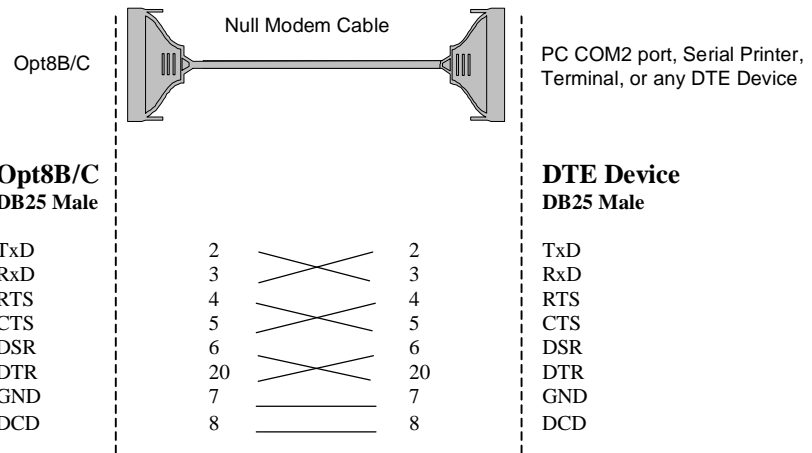 Null Modem Cable
Opt8B/C
PC COM2 port, Serial Printer,
Terminal, or any DTE Device
Opt8B/C DTE Device
DB25 Male DB25 Male
TxD 2 2 TxD
RxD 3 3 RxD
RTS 4 4 RTS
CTS 5 5 CTS
DSR 6 6 DSR
DTR 20 20 DTR
GND 7 7 GND
DCD 8 8 DCD